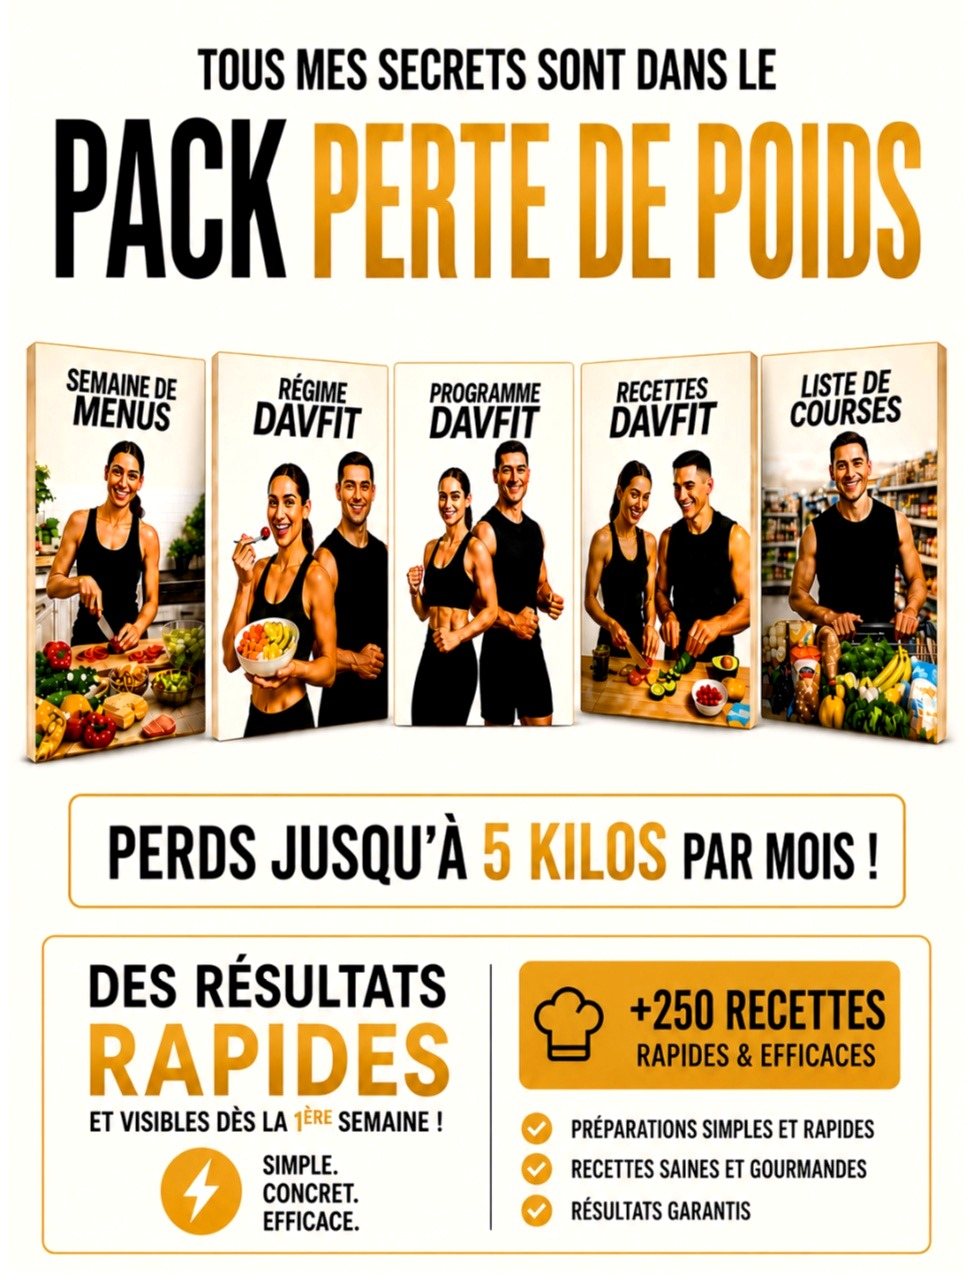 TOUS MES SECRETS SONT DANS LE
PACK PERTE DE POIDS
SEMAINE DE
MENUS
RÉGIME
DAVFIT
PROGRAMME
DAVFIT
RECETTES
DAVFIT
LISTE DE
COURSES
PERDS JUSQU'À 5 KILOS PAR MOIS !
DES RÉSULTATS
RAPIDES
ET VISIBLES DÈS LA 1ÈRE SEMAINE !
SIMPLE.
CONCRET.
EFFICACE.
+250 RECETTES
RAPIDES & EFFICACES
PRÉPARATIONS SIMPLES ET RAPIDES
RECETTES SAINES ET GOURMANDES
RÉSULTATS GARANTIS